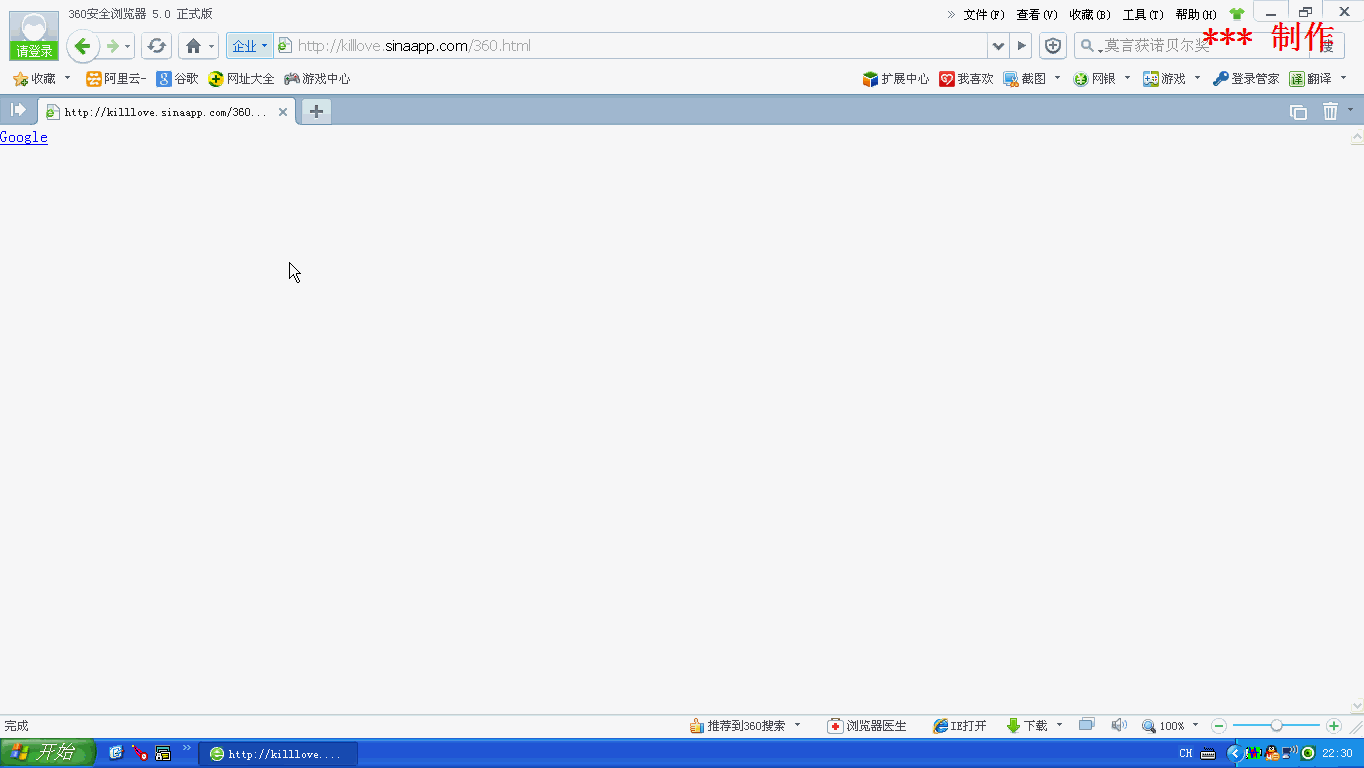 360安全浏览器 5.0 正式版
» 文件(F) 查看(V) 收藏(B) 工具(T) 帮助(H)
*** 制作
请登录
企业 http://killove.sinaapp.com/360.html 莫言获诺贝尔奖 搜
收藏 阿里云- 谷歌 网址大全 游戏中心 扩展中心 我喜欢 截图 网银 游戏 登录管家 翻译
http://killlove.sinaapp.com/360...
Google
完成 推荐到360搜索 浏览器医生 IE打开 下载 100%
开始 » http://killlove.... CH 22:30